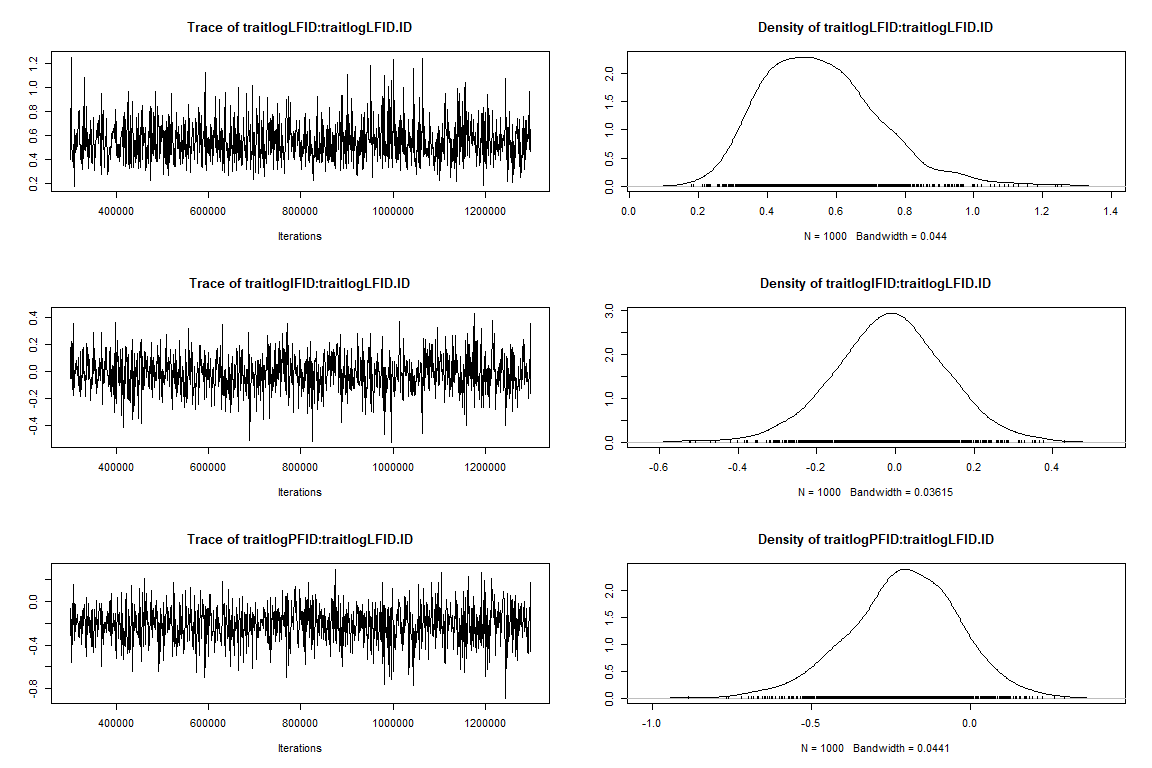 Trace of traitlogLFID:traitlogLFID.ID
1.2
1.0
0.8
0.6
0.4
0.2
400000 600000 800000 1000000 1200000
Iterations
Density of traitlogLFID:traitlogLFID.ID
2.0
1.5
1.0
0.5
0.0
0.0 0.2 0.4 0.6 0.8 1.0 1.2 1.4
N = 1000 Bandwidth = 0.044
Trace of traitlogIFID:traitlogLFID.ID
0.4
0.2
0.0
-0.2
-0.4
400000 600000 800000 1000000 1200000
Iterations
Density of traitlogIFID:traitlogLFID.ID
3.0
2.0
1.0
0.0
-0.6 -0.4 -0.2 0.0 0.2 0.4
N = 1000 Bandwidth = 0.03615
Trace of traitlogPFID:traitlogLFID.ID
0.0
-0.4
-0.8
400000 600000 800000 1000000 1200000
Iterations
Density of traitlogPFID:traitlogLFID.ID
2.0
1.5
1.0
0.5
0.0
-1.0 -0.5 0.0
N = 1000 Bandwidth = 0.0441